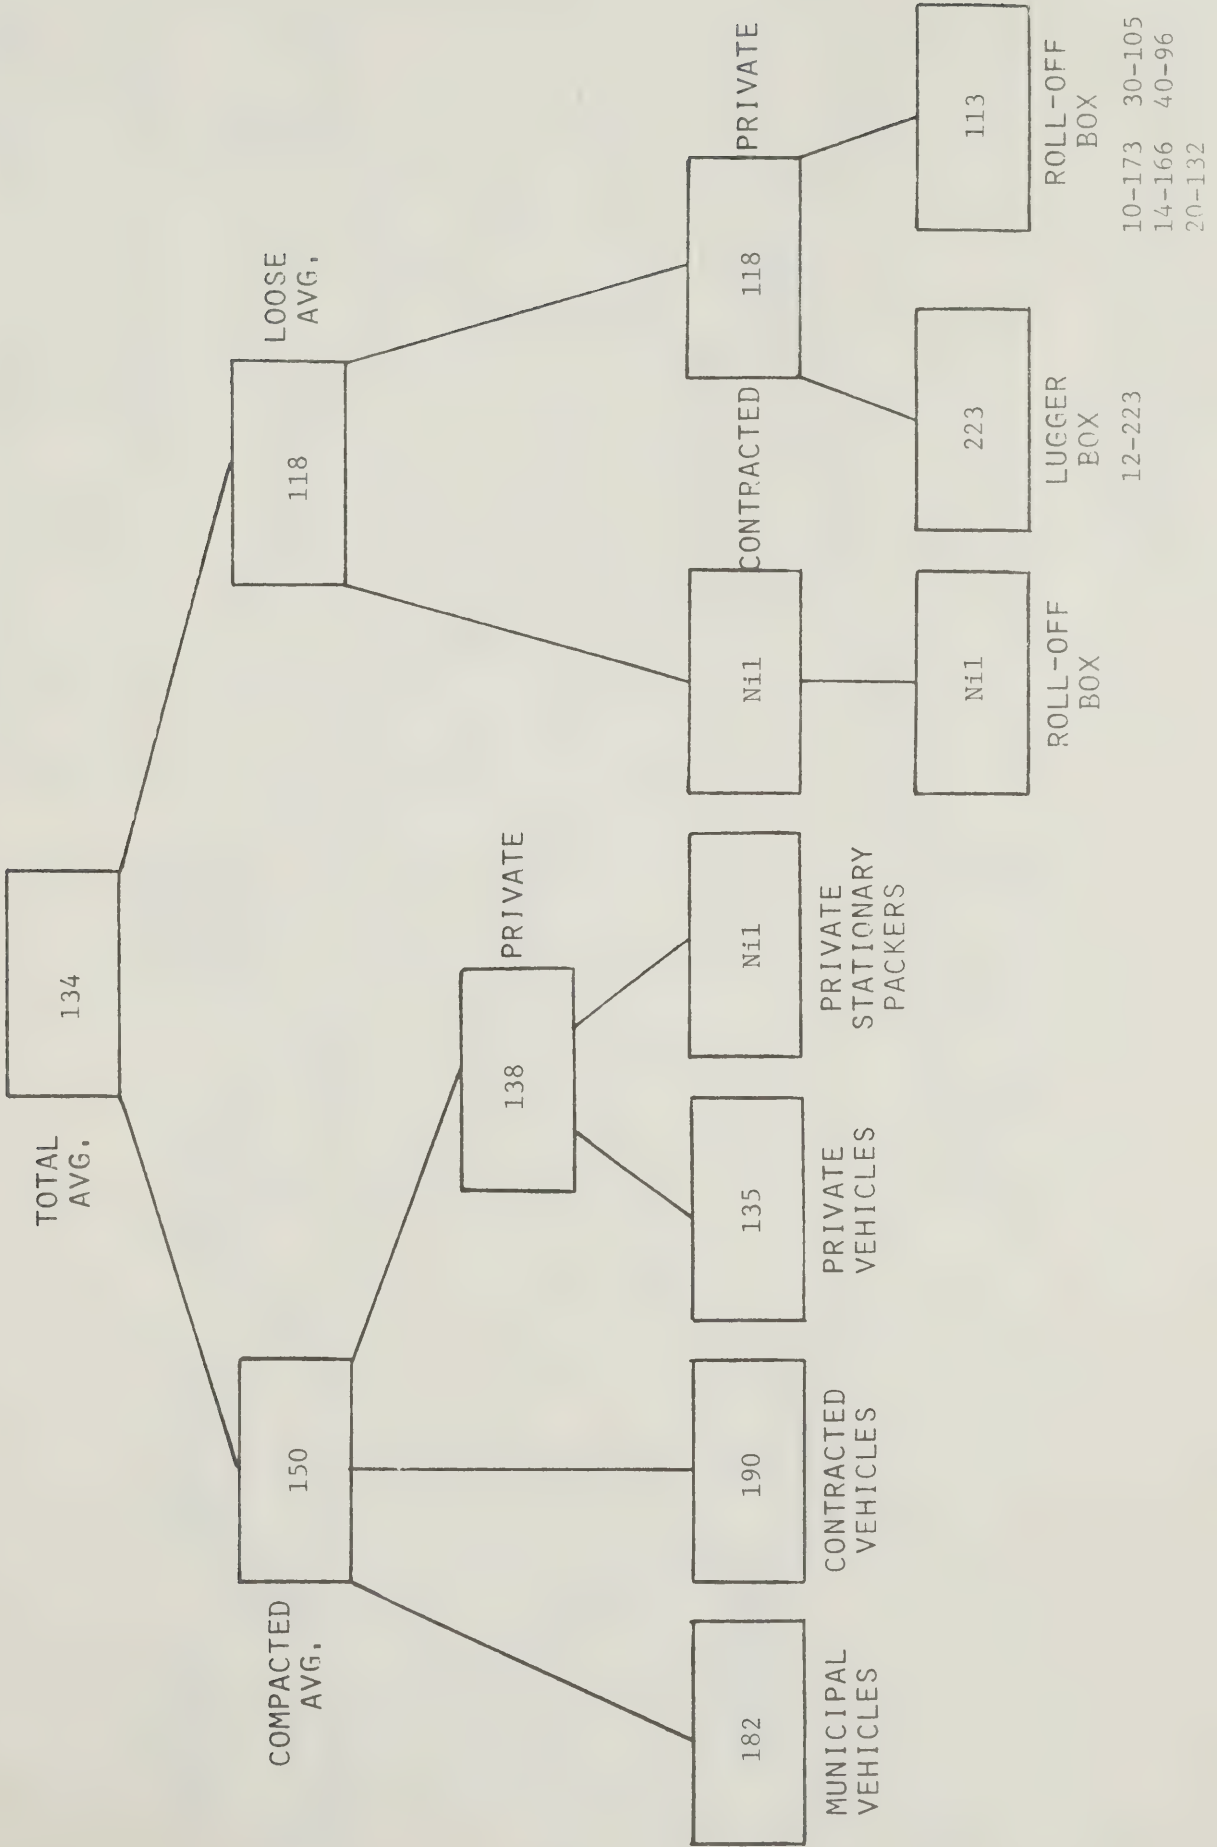 TOTAL
AVG.
134
COMPACTED
AVG.
150
118
LOOSE
AVG.
138
PRIVATE
182
190
135
Nil
Nil
CONTRACTED
118
PRIVATE
MUNICIPAL
VEHICLES
CONTRACTED
VEHICLES
PRIVATE
VEHICLES
PRIVATE
STATIONARY
PACKERS
Nil
223
113
ROLL-OFF
BOX
LUGGER
BOX
12-223
ROLL-OFF
BOX
10-173 30-105
14-166 40-96
20-132